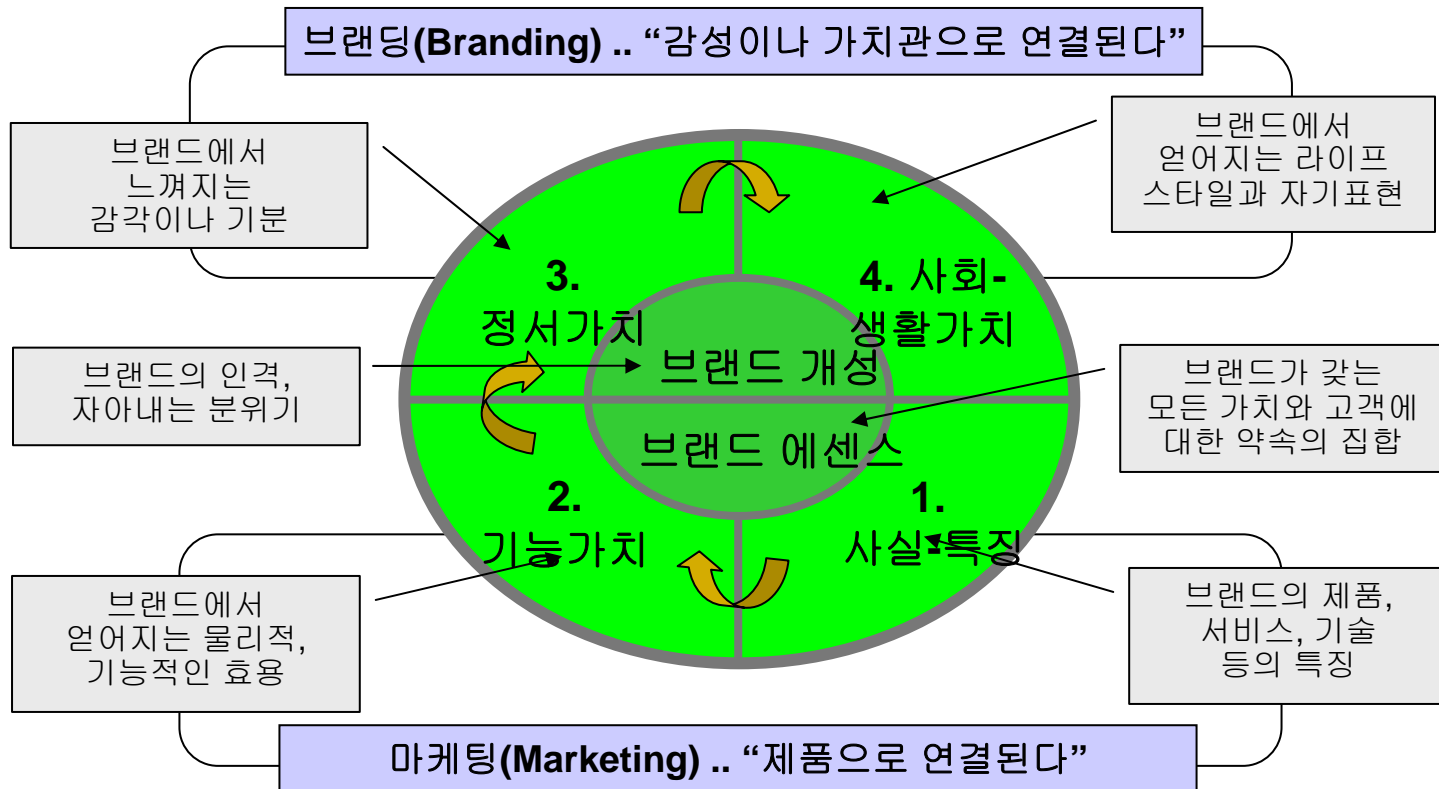 브랜딩(Branding) .. “감성이나 가치관으로 연결된다”
브랜드에서
느껴지는
감각이나 기분
브랜드에서
얻어지는 라이프
스타일과 자기표현
3.
정서가치
4. 사회-
생활가치
브랜드의 인격,
자아내는 분위기
브랜드 개성
브랜드 에센스
브랜드가 갖는
모든 가치와 고객에
대한 약속의 집합
2.
기능가치
1.
사실-특징
브랜드에서
얻어지는 물리적,
기능적인 효용
브랜드의 제품,
서비스, 기술
등의 특징
마케팅(Marketing) .. “제품으로 연결된다”